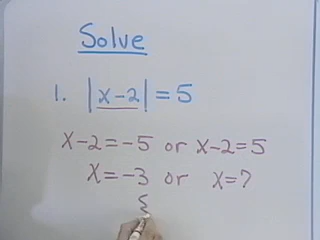 Solve
1. |x-2| = 5
x-2=-5 or x-2=5
x=-3 or x=7
{